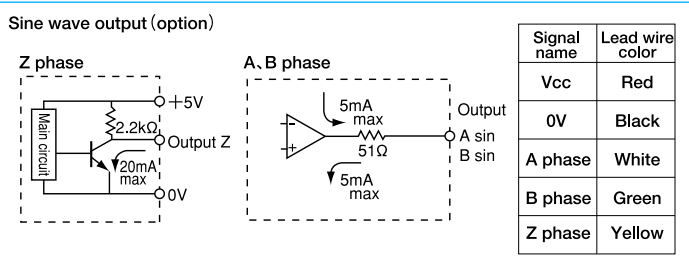 Sine wave output (option)
Z phase
Main circuit
+5V
2.2kΩ
Output Z
20mA
max
0V
A、B phase
5mA
max
51Ω
5mA
max
Output
A sin
B sin
−
+
Signal name Lead wire color
Vcc Red
0V Black
A phase White
B phase Green
Z phase Yellow